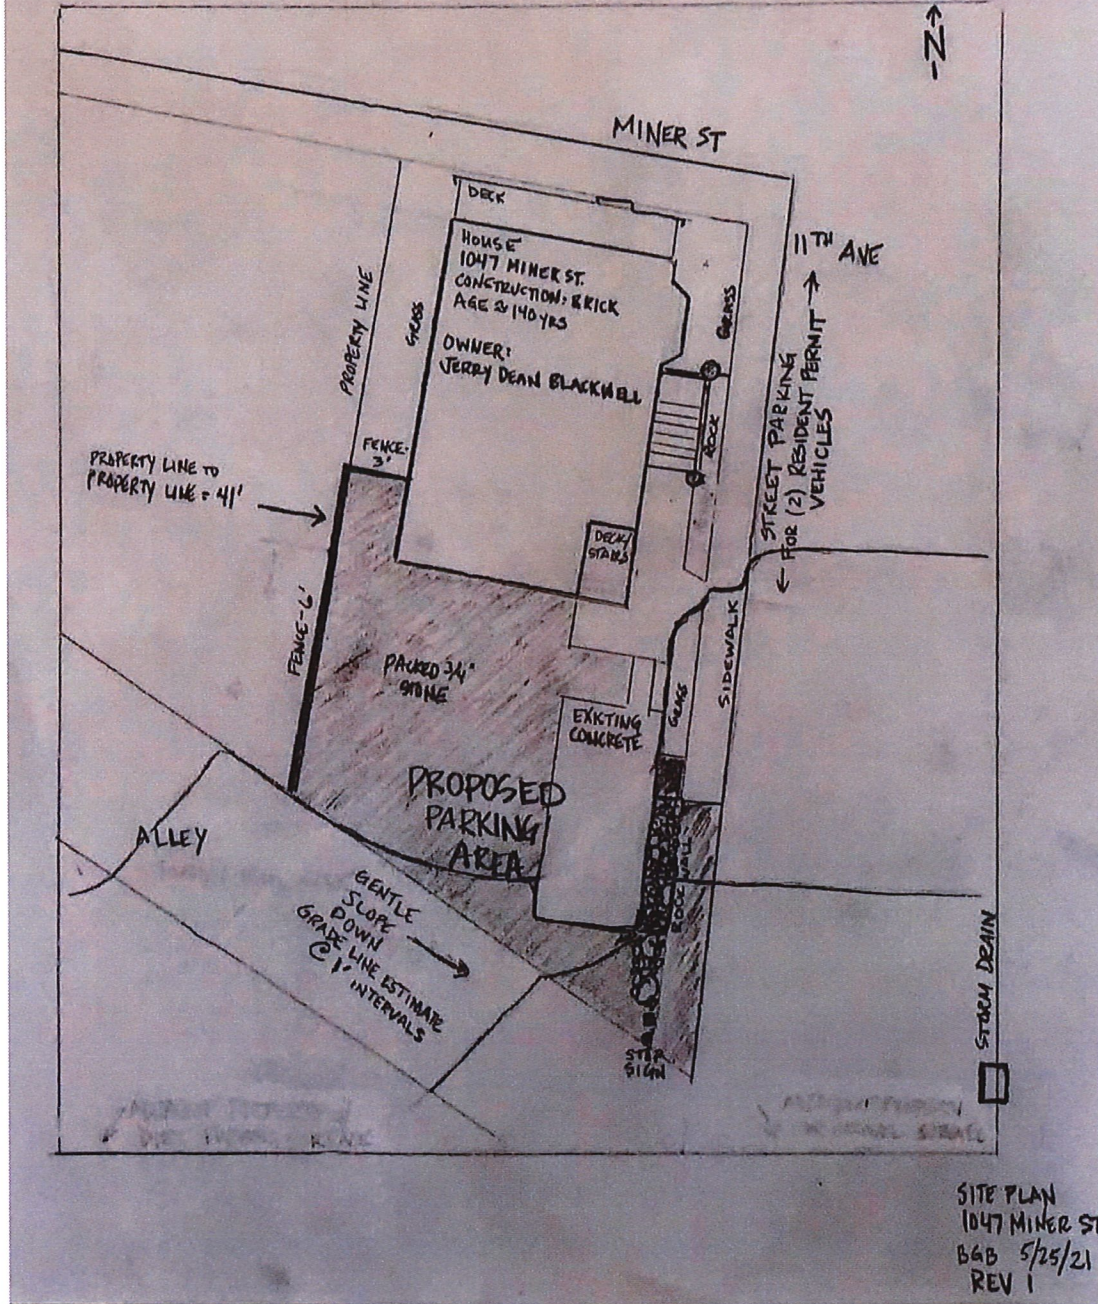 -N-
MINER ST
11TH AVE
DECK
HOUSE
1047 MINER ST.
CONSTRUCTION: BRICK
AGE ≈ 140 YRS
OWNER:
JERRY DEAN BLACKWELL
PROPERTY LINE
GRASS
GRASS
ROCK
STREET PARKING
FOR (2) RESIDENT PERMIT
VEHICLES
FENCE-
3'
PROPERTY LINE TO
PROPERTY LINE = 41'
DECK/
STAIRS
FENCE-6'
PACKED 3/4"
STONE
EXISTING
CONCRETE
GRASS
SIDEWALK
PROPOSED
PARKING
AREA
ROCK WALL
ALLEY
GENTLE
SLOPE
DOWN
GRADE LINE ESTIMATE
@ 1' INTERVALS
STOP
SIGN
STORM DRAIN
ADJACENT PROPERTY
SITE PLAN
1047 MINER ST
BGB 5/25/21
REV 1